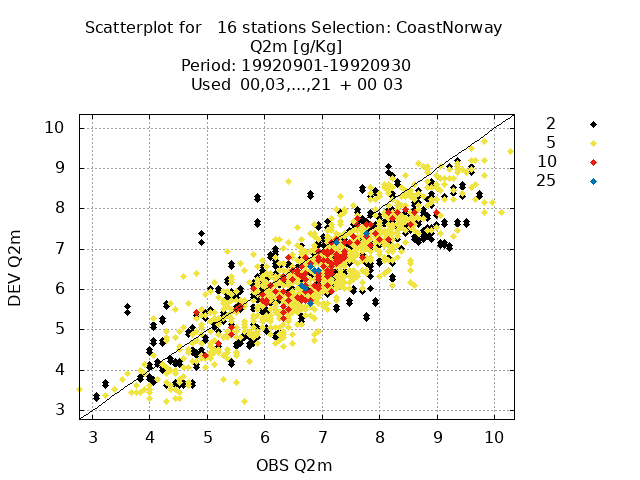 Scatterplot for   16 stations Selection: CoastNorway
Q2m [g/Kg]
Period: 19920901-19920930
Used  00,03,...,21  + 00 03
2
5
10
25
10
9
8
7
6
5
4
3
DEV Q2m
3 4 5 6 7 8 9 10
OBS Q2m